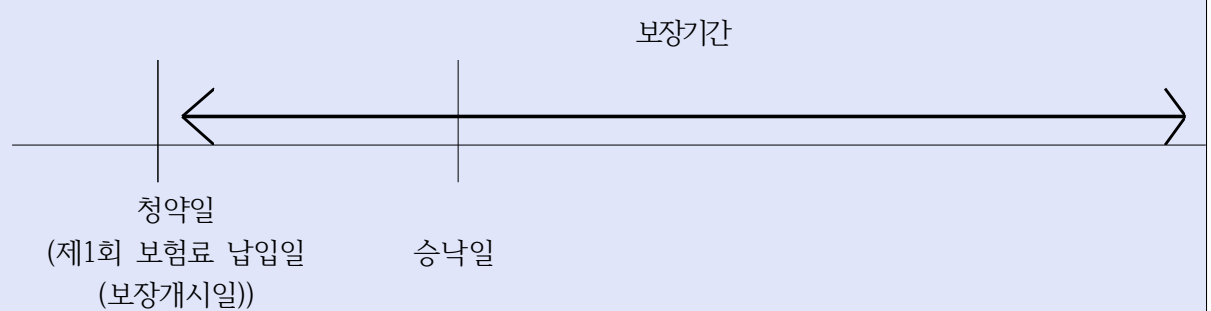 보장기간
청약일
(제1회 보험료 납입일
(보장개시일))
승낙일